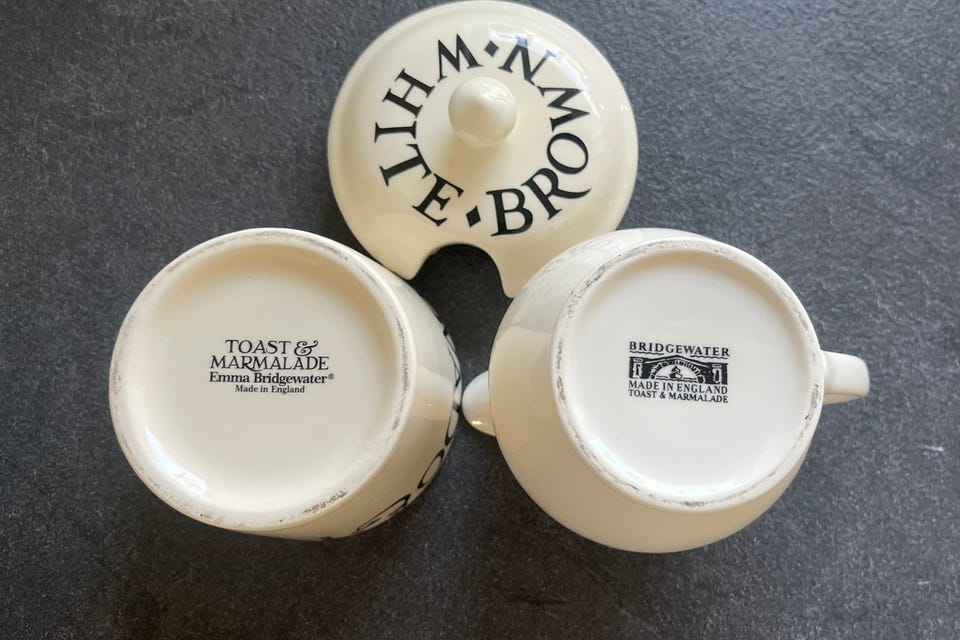 WHITE ♦ BROWN ♦
TOAST &
MARMALADE
Emma Bridgewater®
Made in England
BRIDGEWATER
MADE IN ENGLAND
TOAST & MARMALADE